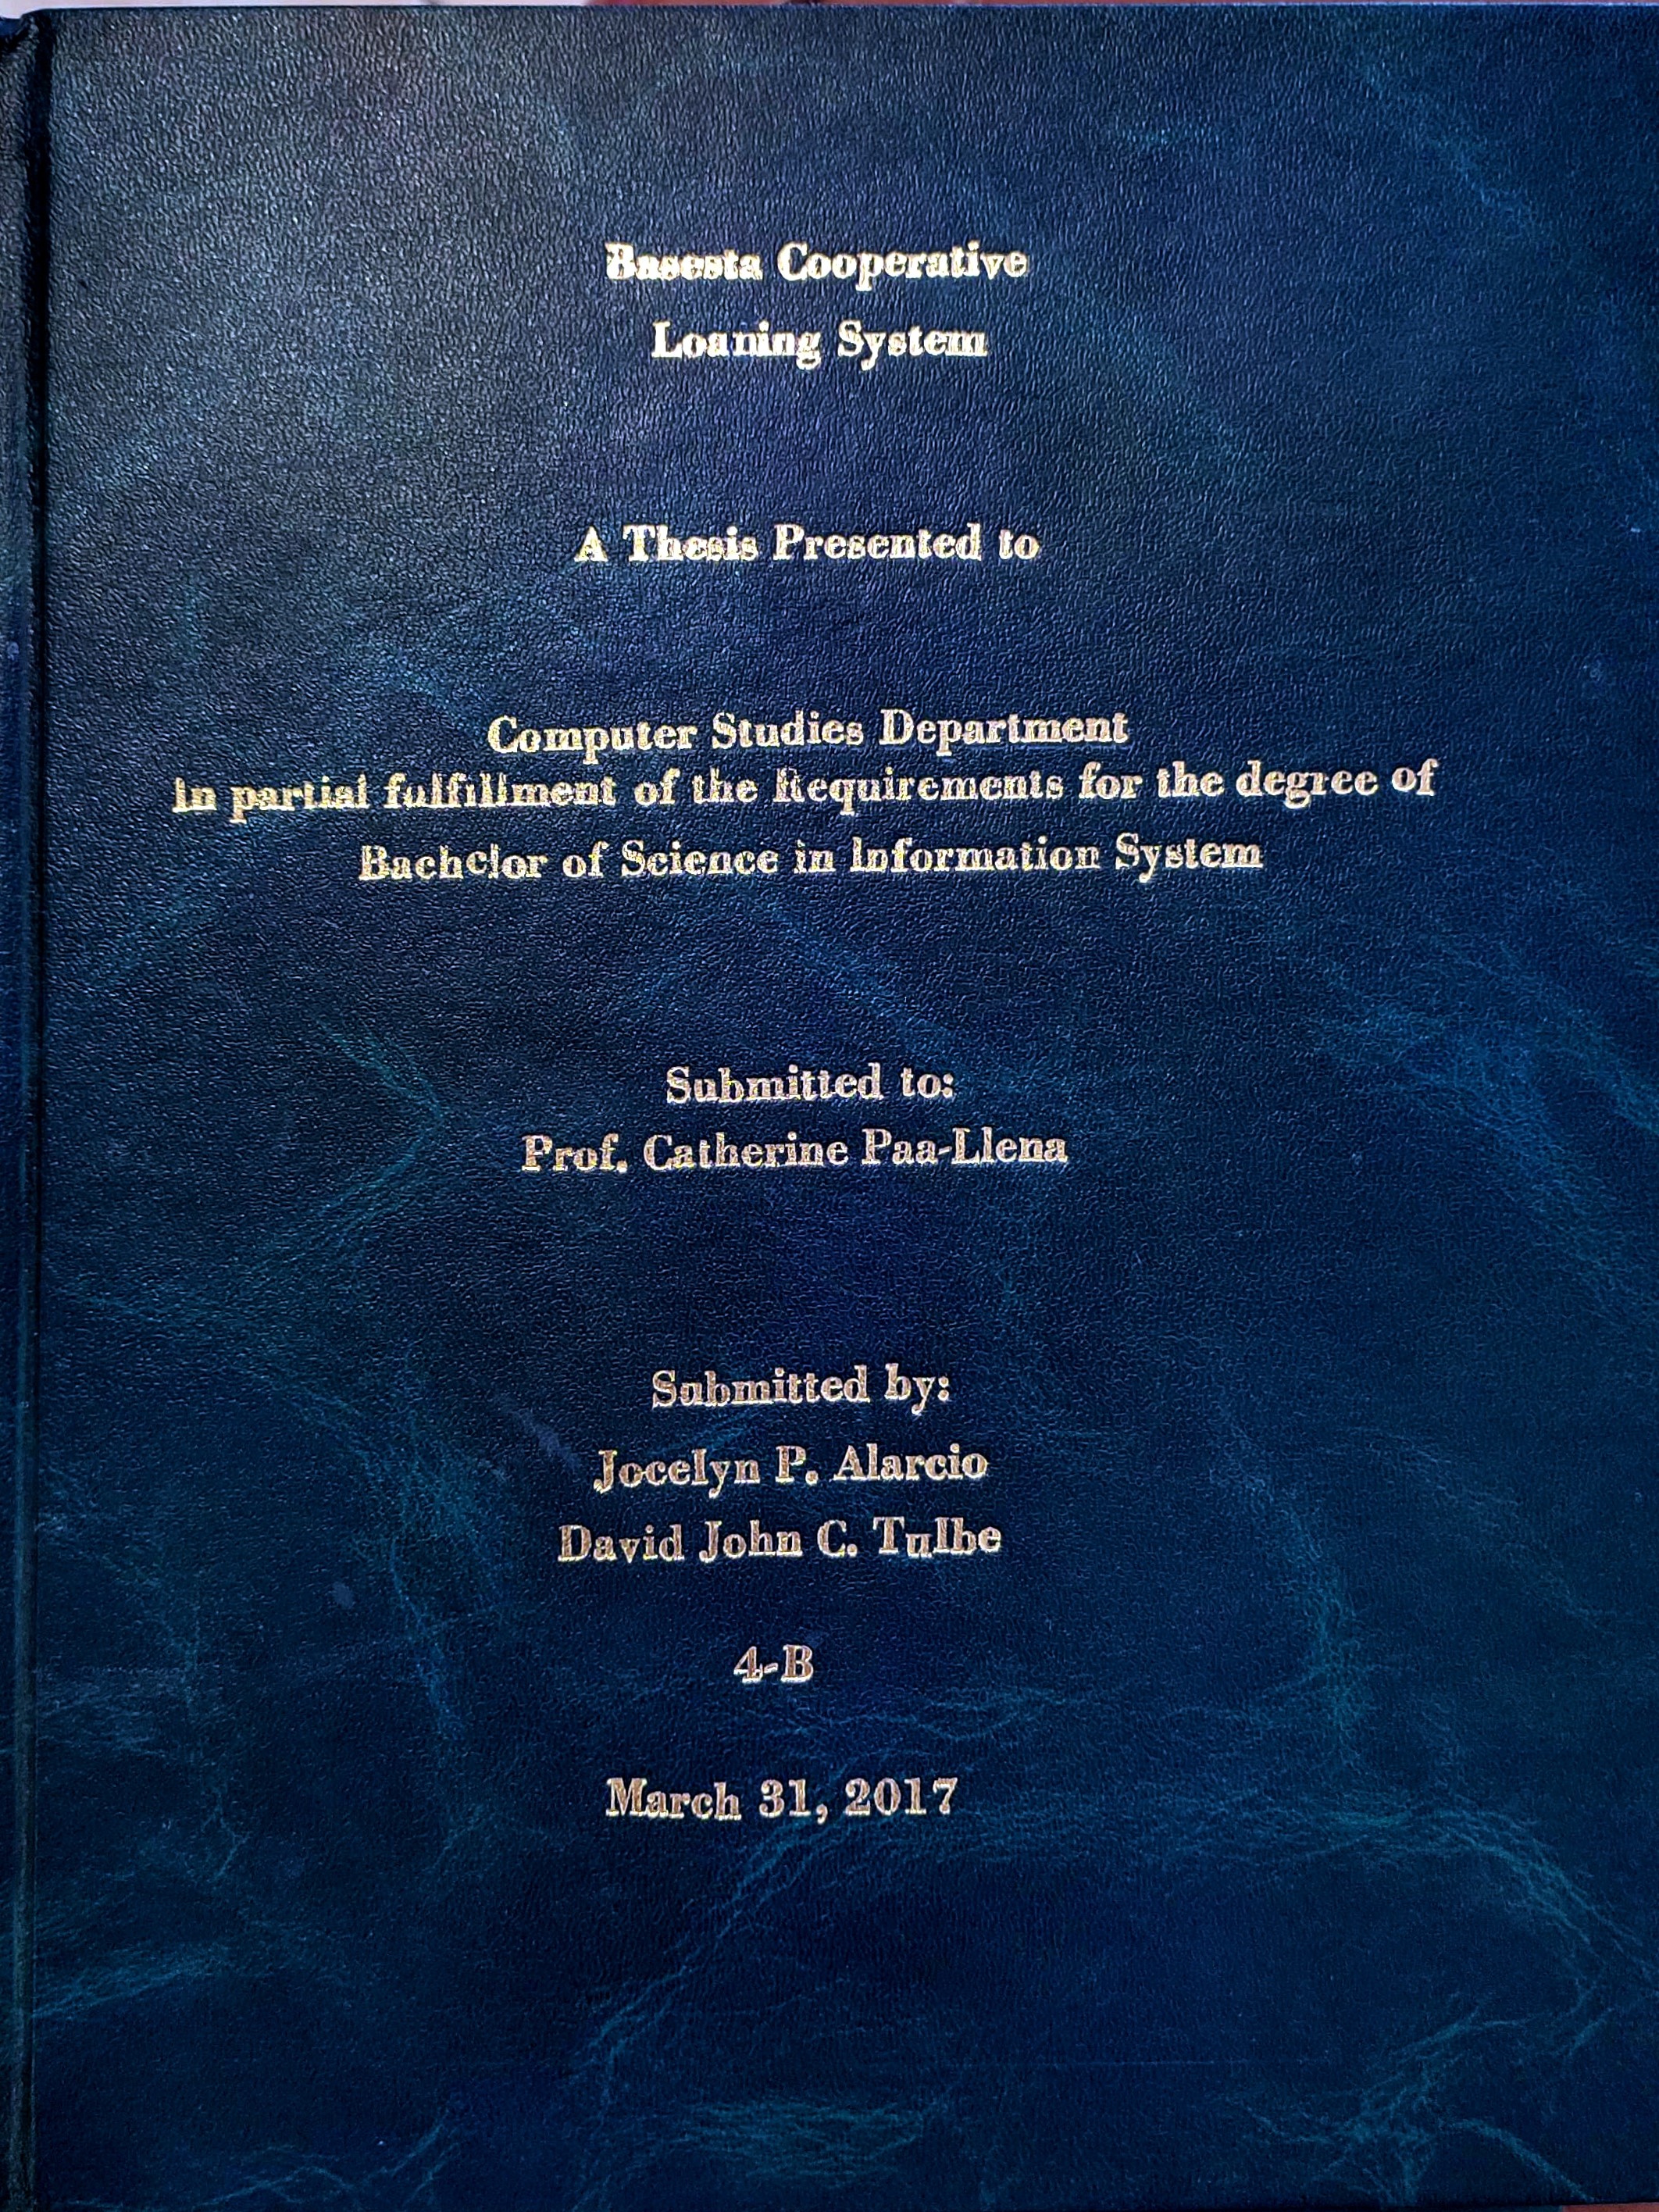 Basesta Cooperative
Loaning System
A Thesis Presented to
Computer Studies Department
in partial fulfillment of the Requirements for the degree of
Bachelor of Science in Information System
Submitted to:
Prof. Catherine Paa-Llena
Submitted by:
Jocelyn P. Alarcio
David John C. Tulbe
4-B
March 31, 2017